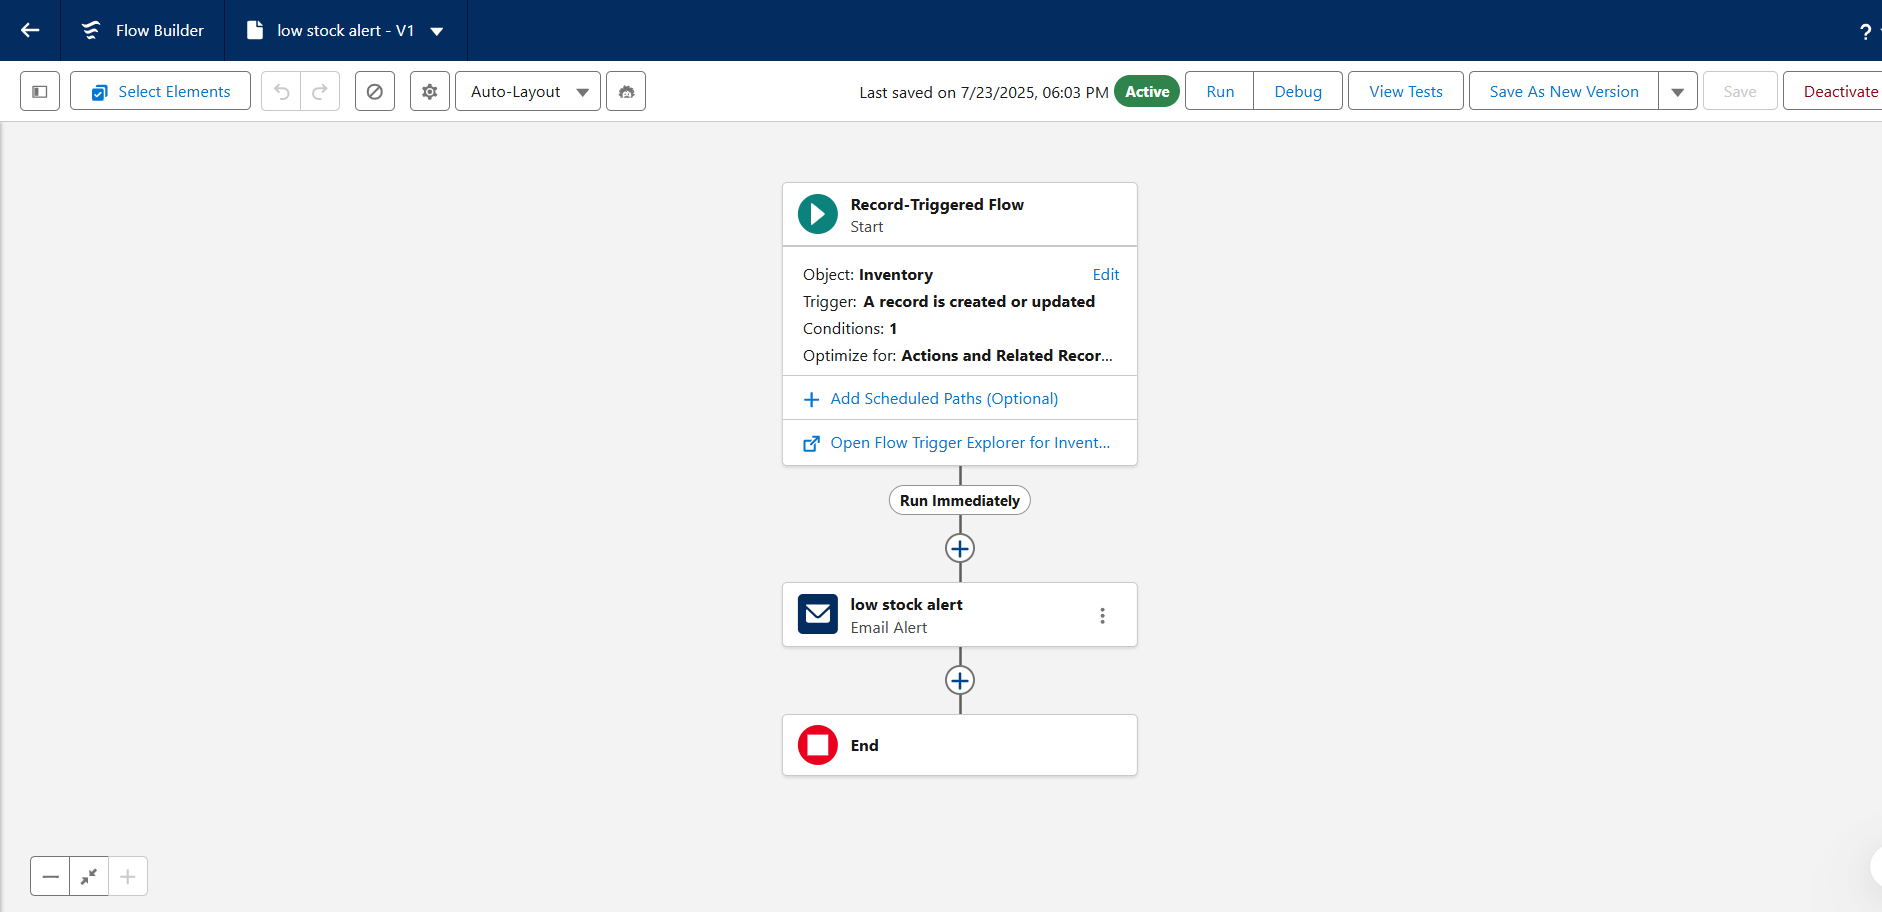 Flow Builder
low stock alert - V1
?
Select Elements
Auto-Layout
Last saved on 7/23/2025, 06:03 PM
Active
Run
Debug
View Tests
Save As New Version
Save
Deactivate
Record-Triggered Flow
Start
Object: Inventory
Edit
Trigger: A record is created or updated
Conditions: 1
Optimize for: Actions and Related Recor...
Add Scheduled Paths (Optional)
Open Flow Trigger Explorer for Invent...
Run Immediately
low stock alert
Email Alert
End